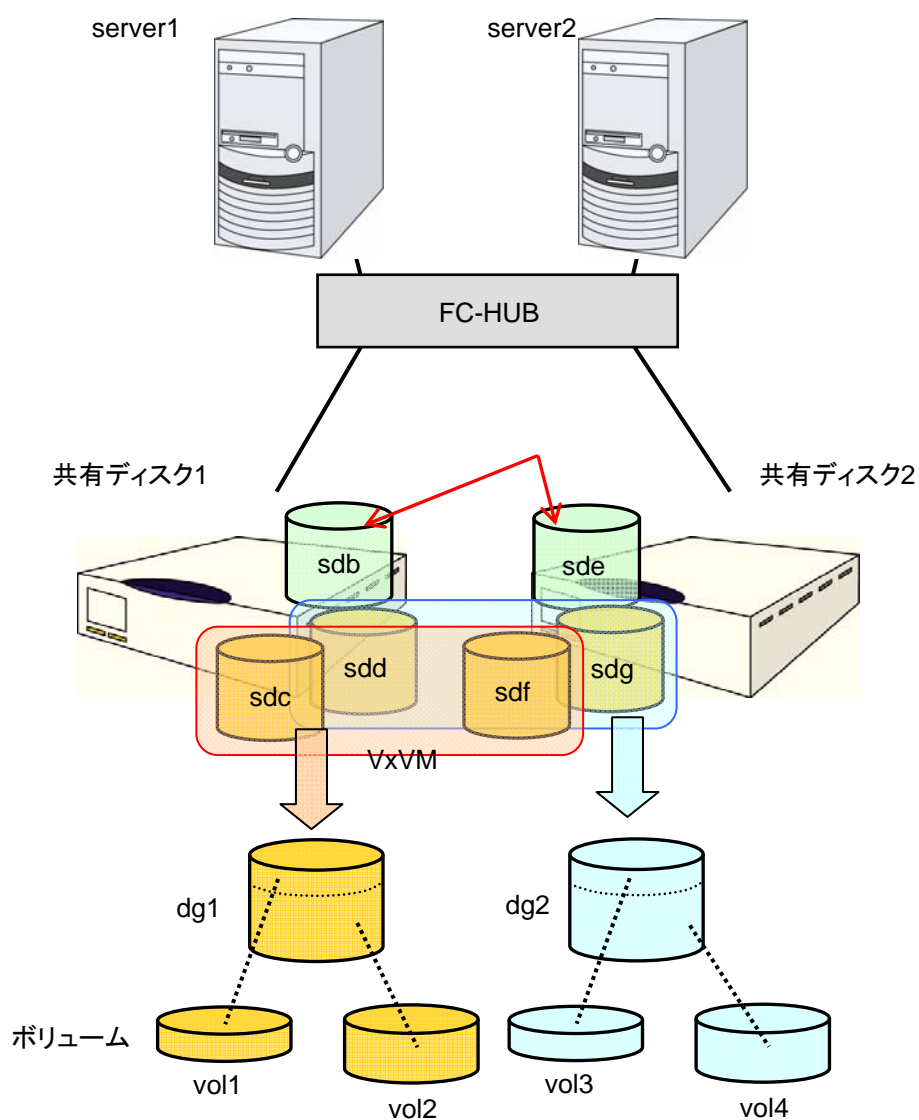 server1
server2
FC-HUB
共有ディスク1
共有ディスク2
sdb
sde
sdd
sdg
sdc
sdf
VxVM
dg1
dg2
ボリューム
vol1
vol2
vol3
vol4